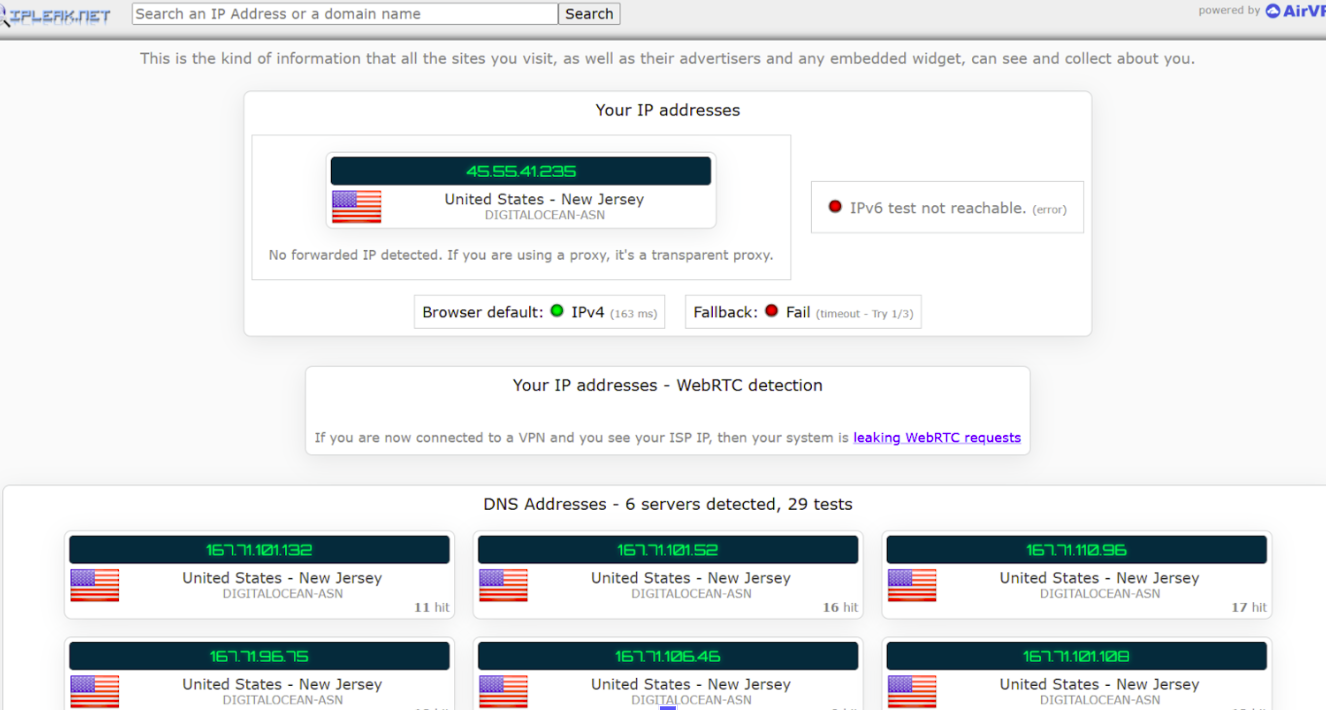 IPLEAK.NET
Search an IP Address or a domain name
Search
powered by AirVP
This is the kind of information that all the sites you visit, as well as their advertisers and any embedded widget, can see and collect about you.
Your IP addresses
45.55.41.235
United States - New Jersey
DIGITALOCEAN-ASN
No forwarded IP detected. If you are using a proxy, it's a transparent proxy.
IPv6 test not reachable. (error)
Browser default: IPv4 (163 ms)
Fallback: Fail (timeout - Try 1/3)
Your IP addresses - WebRTC detection
If you are now connected to a VPN and you see your ISP IP, then your system is leaking WebRTC requests
DNS Addresses - 6 servers detected, 29 tests
167.71.101.132
United States - New Jersey
DIGITALOCEAN-ASN
11 hit
167.71.101.52
United States - New Jersey
DIGITALOCEAN-ASN
16 hit
167.71.110.96
United States - New Jersey
DIGITALOCEAN-ASN
17 hit
167.71.96.75
United States - New Jersey
DIGITALOCEAN-ASN
167.71.106.46
United States - New Jersey
DIGITALOCEAN-ASN
167.71.101.108
United States - New Jersey
DIGITALOCEAN-ASN